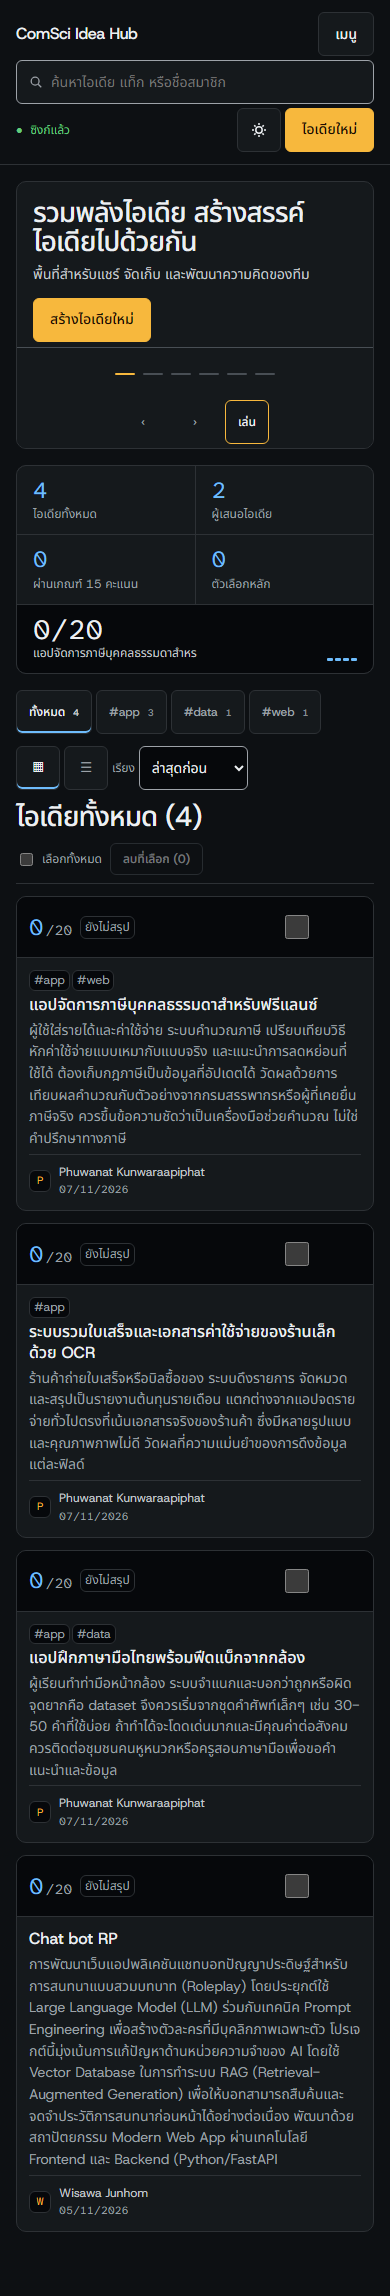 ComSci Idea Hub
เมนู
ค้นหาไอเดีย แท็ก หรือชื่อสมาชิก
ซิงก์แล้ว
ไอเดียใหม่
รวมพลังไอเดีย สร้างสรรค์
ไอเดียไปด้วยกัน
พื้นที่สำหรับแชร์ จัดเก็บ และพัฒนาความคิดของทีม
สร้างไอเดียใหม่
‹ › เล่น
4 2
ไอเดียทั้งหมด ผู้เสนอไอเดีย
0 0
ผ่านเกณฑ์ 15 คะแนน ตัวเลือกหลัก
0/20
แอปจัดการภาษีบุคคลธรรมดาสำหร
ทั้งหมด 4 #app 3 #data 1 #web 1
เรียง ล่าสุดก่อน
ไอเดียทั้งหมด (4)
เลือกทั้งหมด ลบที่เลือก (0)
0/20 ยังไม่สรุป
#app #web
แอปจัดการภาษีบุคคลธรรมดาสำหรับฟรีแลนซ์
ผู้ใช้ใส่รายได้และค่าใช้จ่าย ระบบคำนวณภาษี เปรียบเทียบวิธี
หักค่าใช้จ่ายแบบเหมากับแบบจริง และแนะนำการลดหย่อนที่
ใช้ได้ ต้องเก็บกฎภาษีเป็นข้อมูลที่อัปเดตได้ วัดผลด้วยการ
เทียบผลคำนวณกับตัวอย่างจากกรมสรรพากรหรือผู้ที่เคยยื่น
ภาษีจริง ควรขึ้นข้อความชัดว่าเป็นเครื่องมือช่วยคำนวณ ไม่ใช่
คำปรึกษาทางภาษี
P Phuwanat Kunwaraapiphat
07/11/2026
0/20 ยังไม่สรุป
#app
ระบบรวมใบเสร็จและเอกสารค่าใช้จ่ายของร้านเล็ก
ด้วย OCR
ร้านค้าถ่ายใบเสร็จหรือบิลซื้อของ ระบบดึงรายการ จัดหมวด
และสรุปเป็นรายงานต้นทุนรายเดือน แตกต่างจากแอปจดราย
จ่ายทั่วไปตรงที่เน้นเอกสารจริงของร้านค้า ซึ่งมีหลายรูปแบบ
และคุณภาพภาพไม่ดี วัดผลที่ความแม่นยำของการดึงข้อมูล
แต่ละฟิลด์
P Phuwanat Kunwaraapiphat
07/11/2026
0/20 ยังไม่สรุป
#app #data
แอปฝึกภาษามือไทยพร้อมฟีดแบ็กจากกล้อง
ผู้เรียนทำท่ามือหน้ากล้อง ระบบจำแนกและบอกว่าถูกหรือผิด
จุดยากคือ dataset จึงควรเริ่มจากชุดคำศัพท์เล็กๆ เช่น 30–
50 คำที่ใช้บ่อย ถ้าทำได้จะโดดเด่นมากและมีคุณค่าต่อสังคม
ควรติดต่อชุมชนคนหูหนวกหรือครูสอนภาษามือเพื่อขอคำ
แนะนำและข้อมูล
P Phuwanat Kunwaraapiphat
07/11/2026
0/20 ยังไม่สรุป
Chat bot RP
การพัฒนาเว็บแอปพลิเคชันแชทบอทปัญญาประดิษฐ์สำหรับ
การสนทนาแบบสวมบทบาท (Roleplay) โดยประยุกต์ใช้
Large Language Model (LLM) ร่วมกับเทคนิค Prompt
Engineering เพื่อสร้างตัวละครที่มีบุคลิกภาพเฉพาะตัว โปรเจ
กต์นี้มุ่งเน้นการแก้ปัญหาด้านหน่วยความจำของ AI โดยใช้
Vector Database ในการทำระบบ RAG (Retrieval-
Augmented Generation) เพื่อให้บอทสามารถสืบค้นและ
จดจำประวัติการสนทนาก่อนหน้าได้อย่างต่อเนื่อง พัฒนาด้วย
สถาปัตยกรรม Modern Web App ผ่านเทคโนโลยี
Frontend และ Backend (Python/FastAPI
W Wisawa Junhom
05/11/2026